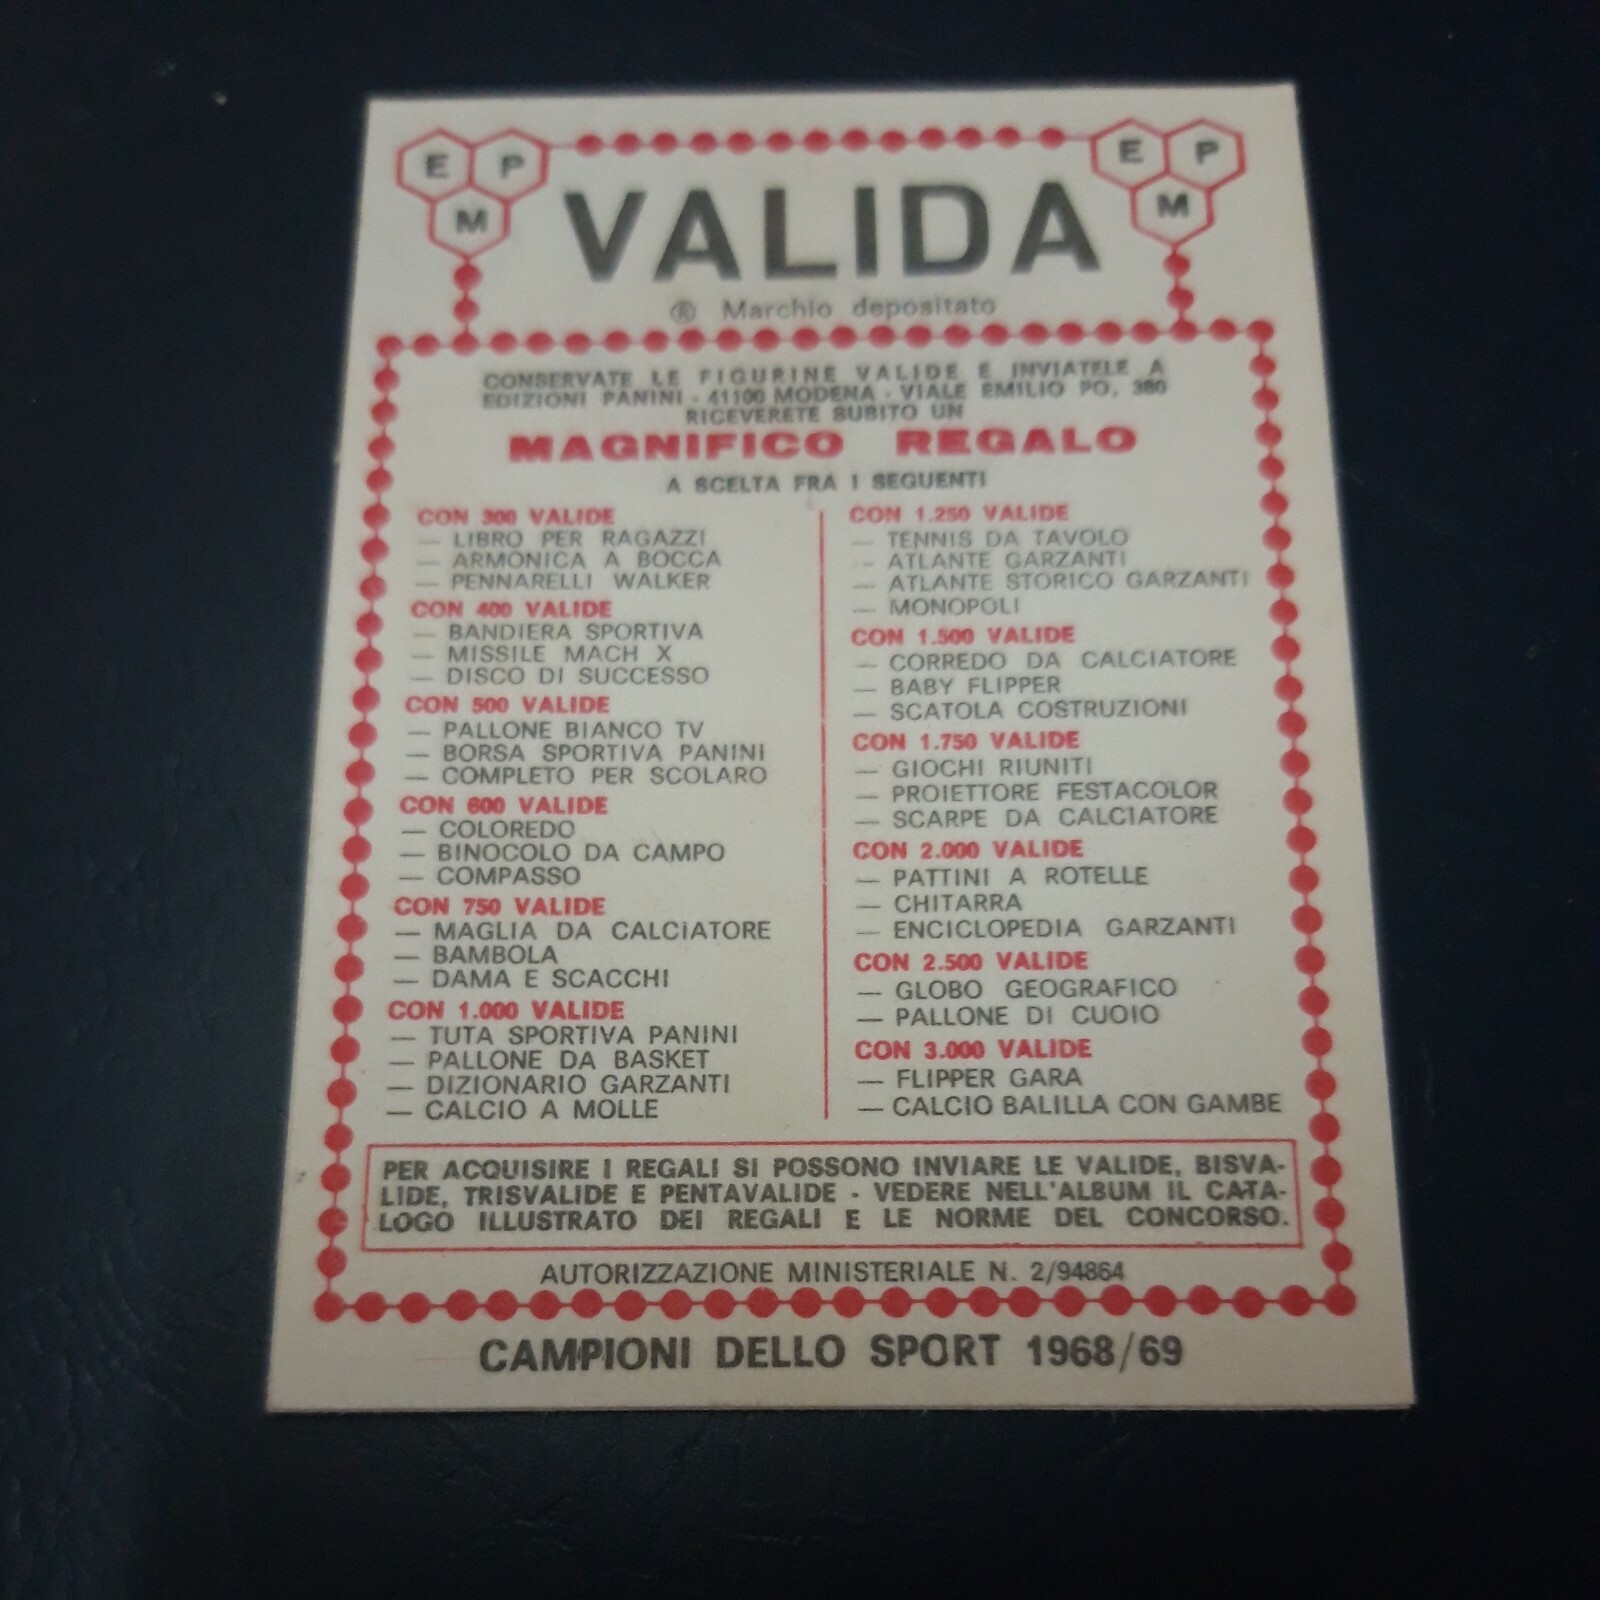 E P
M
E P
M
VALIDA
® Marchio depositato
CONSERVATE LE FIGURINE VALIDE E INVIATELE A
EDIZIONI PANINI - 41100 MODENA - VIALE EMILIO PO, 380
RICEVERETE SUBITO UN
MAGNIFICO REGALO
A SCELTA FRA I SEGUENTI
CON 300 VALIDE
— LIBRO PER RAGAZZI
— ARMONICA A BOCCA
— PENNARELLI WALKER
CON 400 VALIDE
— BANDIERA SPORTIVA
— MISSILE MACH X
— DISCO DI SUCCESSO
CON 500 VALIDE
— PALLONE BIANCO TV
— BORSA SPORTIVA PANINI
— COMPLETO PER SCOLARO
CON 600 VALIDE
— COLOREDO
— BINOCOLO DA CAMPO
— COMPASSO
CON 750 VALIDE
— MAGLIA DA CALCIATORE
— BAMBOLA
— DAMA E SCACCHI
CON 1.000 VALIDE
— TUTA SPORTIVA PANINI
— PALLONE DA BASKET
— DIZIONARIO GARZANTI
— CALCIO A MOLLE
CON 1.250 VALIDE
— TENNIS DA TAVOLO
— ATLANTE GARZANTI
— ATLANTE STORICO GARZANTI
— MONOPOLI
CON 1.500 VALIDE
— CORREDO DA CALCIATORE
— BABY FLIPPER
— SCATOLA COSTRUZIONI
CON 1.750 VALIDE
— GIOCHI RIUNITI
— PROIETTORE FESTACOLOR
— SCARPE DA CALCIATORE
CON 2.000 VALIDE
— PATTINI A ROTELLE
— CHITARRA
— ENCICLOPEDIA GARZANTI
CON 2.500 VALIDE
— GLOBO GEOGRAFICO
— PALLONE DI CUOIO
CON 3.000 VALIDE
— FLIPPER GARA
— CALCIO BALILLA CON GAMBE
PER ACQUISIRE I REGALI SI POSSONO INVIARE LE VALIDE, BISVA-
LIDE, TRISVALIDE E PENTAVALIDE - VEDERE NELL'ALBUM IL CATA-
LOGO ILLUSTRATO DEI REGALI E LE NORME DEL CONCORSO.
AUTORIZZAZIONE MINISTERIALE N. 2/94864
CAMPIONI DELLO SPORT 1968/69